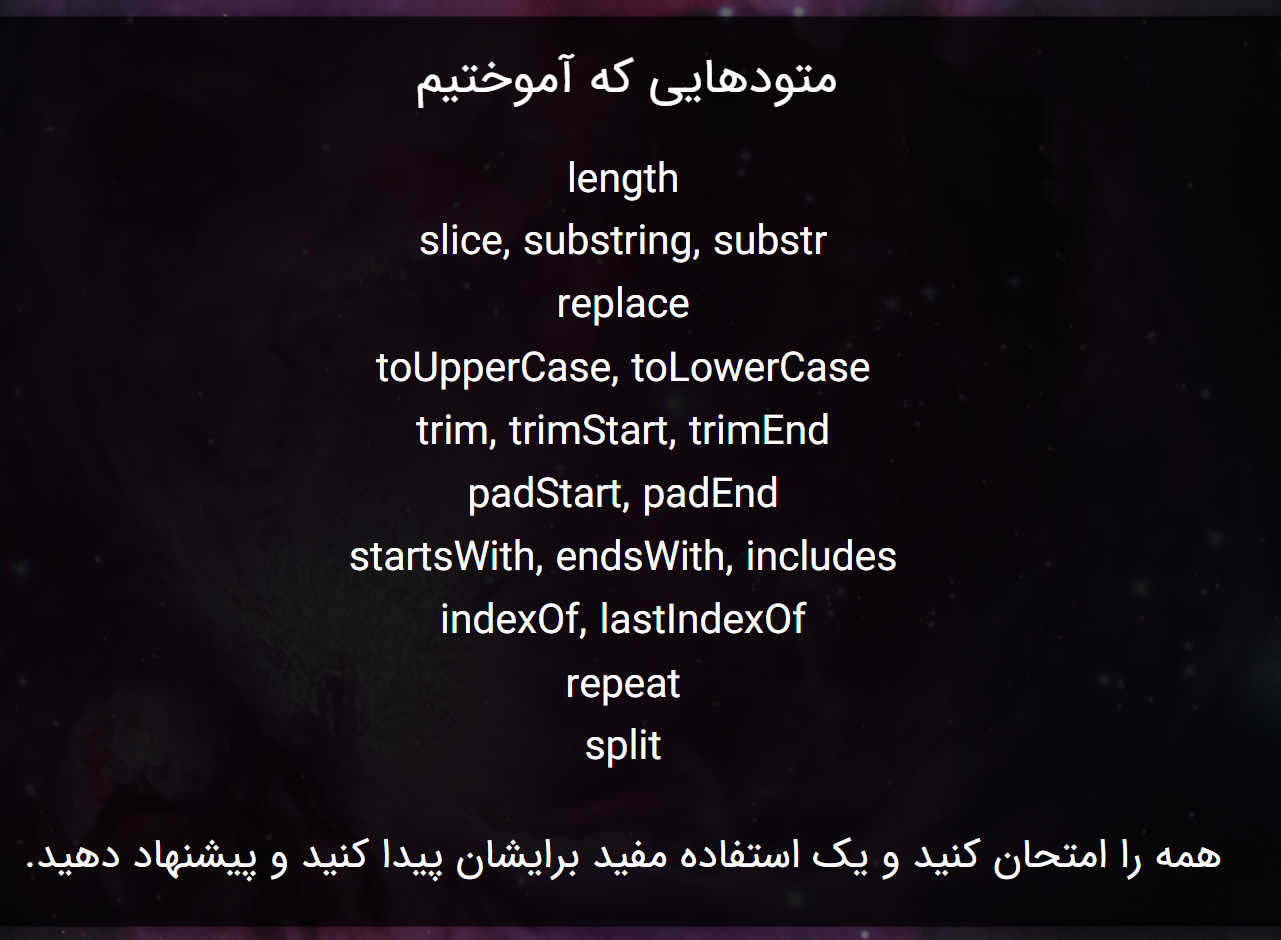 متودهایی که آموختیم
length
slice, substring, substr
replace
toUpperCase, toLowerCase
trim, trimStart, trimEnd
padStart, padEnd
startsWith, endsWith, includes
indexOf, lastIndexOf
repeat
split
همه را امتحان کنید و یک استفاده مفید برایشان پیدا کنید و پیشنهاد دهید.